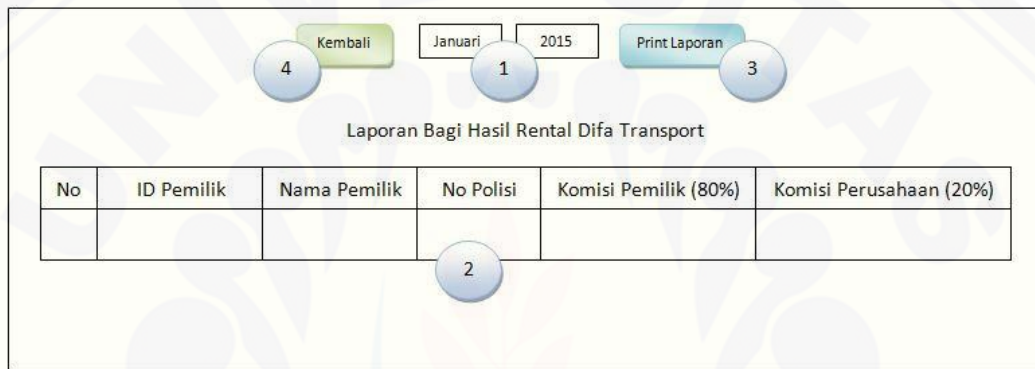 Kembali Januari 2015 Print Laporan
4 1 3
Laporan Bagi Hasil Rental Difa Transport
No ID Pemilik Nama Pemilik No Polisi Komisi Pemilik (80%) Komisi Perusahaan (20%)
2